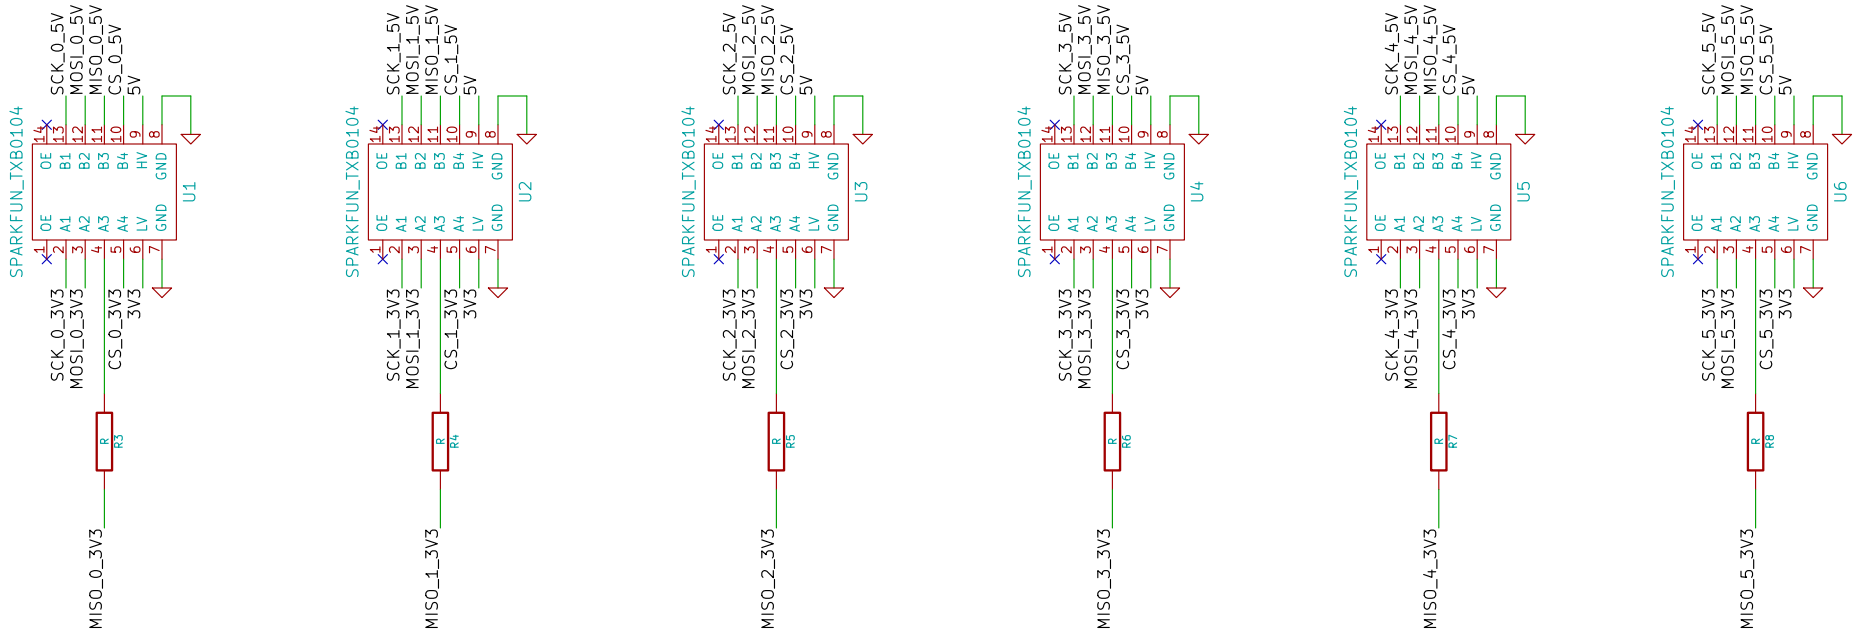 SCK_0_5V
MOSI_0_5V
MISO_0_5V
CS_0_5V
5V
14
13
12
11
10
9
8
SPARKFUN_TXB0104
OE
B1
B2
B3
B4
HV
GND
U1
OE
A1
A2
A3
A4
LV
GND
1
2
3
4
5
6
7
SCK_0_3V3
MOSI_0_3V3
CS_0_3V3
3V3
R
R3
MISO_0_3V3
SCK_1_5V
MOSI_1_5V
MISO_1_5V
CS_1_5V
5V
14
13
12
11
10
9
8
SPARKFUN_TXB0104
OE
B1
B2
B3
B4
HV
GND
U2
OE
A1
A2
A3
A4
LV
GND
1
2
3
4
5
6
7
SCK_1_3V3
MOSI_1_3V3
CS_1_3V3
3V3
R
R4
MISO_1_3V3
SCK_2_5V
MOSI_2_5V
MISO_2_5V
CS_2_5V
5V
14
13
12
11
10
9
8
SPARKFUN_TXB0104
OE
B1
B2
B3
B4
HV
GND
U3
OE
A1
A2
A3
A4
LV
GND
1
2
3
4
5
6
7
SCK_2_3V3
MOSI_2_3V3
CS_2_3V3
3V3
R
R5
MISO_2_3V3
SCK_3_5V
MOSI_3_5V
MISO_3_5V
CS_3_5V
5V
14
13
12
11
10
9
8
SPARKFUN_TXB0104
OE
B1
B2
B3
B4
HV
GND
U4
OE
A1
A2
A3
A4
LV
GND
1
2
3
4
5
6
7
SCK_3_3V3
MOSI_3_3V3
CS_3_3V3
3V3
R
R6
MISO_3_3V3
SCK_4_5V
MOSI_4_5V
MISO_4_5V
CS_4_5V
5V
14
13
12
11
10
9
8
SPARKFUN_TXB0104
OE
B1
B2
B3
B4
HV
GND
U5
OE
A1
A2
A3
A4
LV
GND
1
2
3
4
5
6
7
SCK_4_3V3
MOSI_4_3V3
CS_4_3V3
3V3
R
R7
MISO_4_3V3
SCK_5_5V
MOSI_5_5V
MISO_5_5V
CS_5_5V
5V
14
13
12
11
10
9
8
SPARKFUN_TXB0104
OE
B1
B2
B3
B4
HV
GND
U6
OE
A1
A2
A3
A4
LV
GND
1
2
3
4
5
6
7
SCK_5_3V3
MOSI_5_3V3
CS_5_3V3
3V3
R
R8
MISO_5_3V3